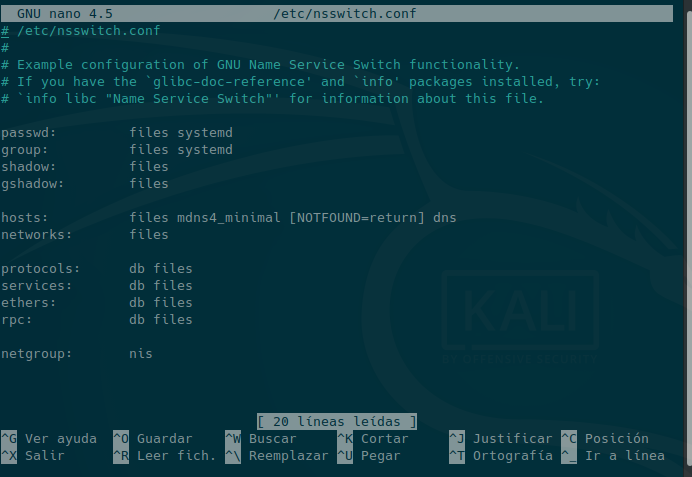 GNU nano 4.5 /etc/nsswitch.conf
# /etc/nsswitch.conf
#
# Example configuration of GNU Name Service Switch functionality.
# If you have the `glibc-doc-reference' and `info' packages installed, try:
# `info libc "Name Service Switch"' for information about this file.
passwd: files systemd
group: files systemd
shadow: files
gshadow: files
hosts: files mdns4_minimal [NOTFOUND=return] dns
networks: files
protocols: db files
services: db files
ethers: db files
rpc: db files
netgroup: nis
KALI
BY OFFENSIVE SECURITY
[ 20 líneas leídas ]
^G Ver ayuda ^O Guardar ^W Buscar ^K Cortar ^J Justificar ^C Posición
^X Salir ^R Leer fich. ^\ Reemplazar ^U Pegar ^T Ortografía ^_ Ir a línea